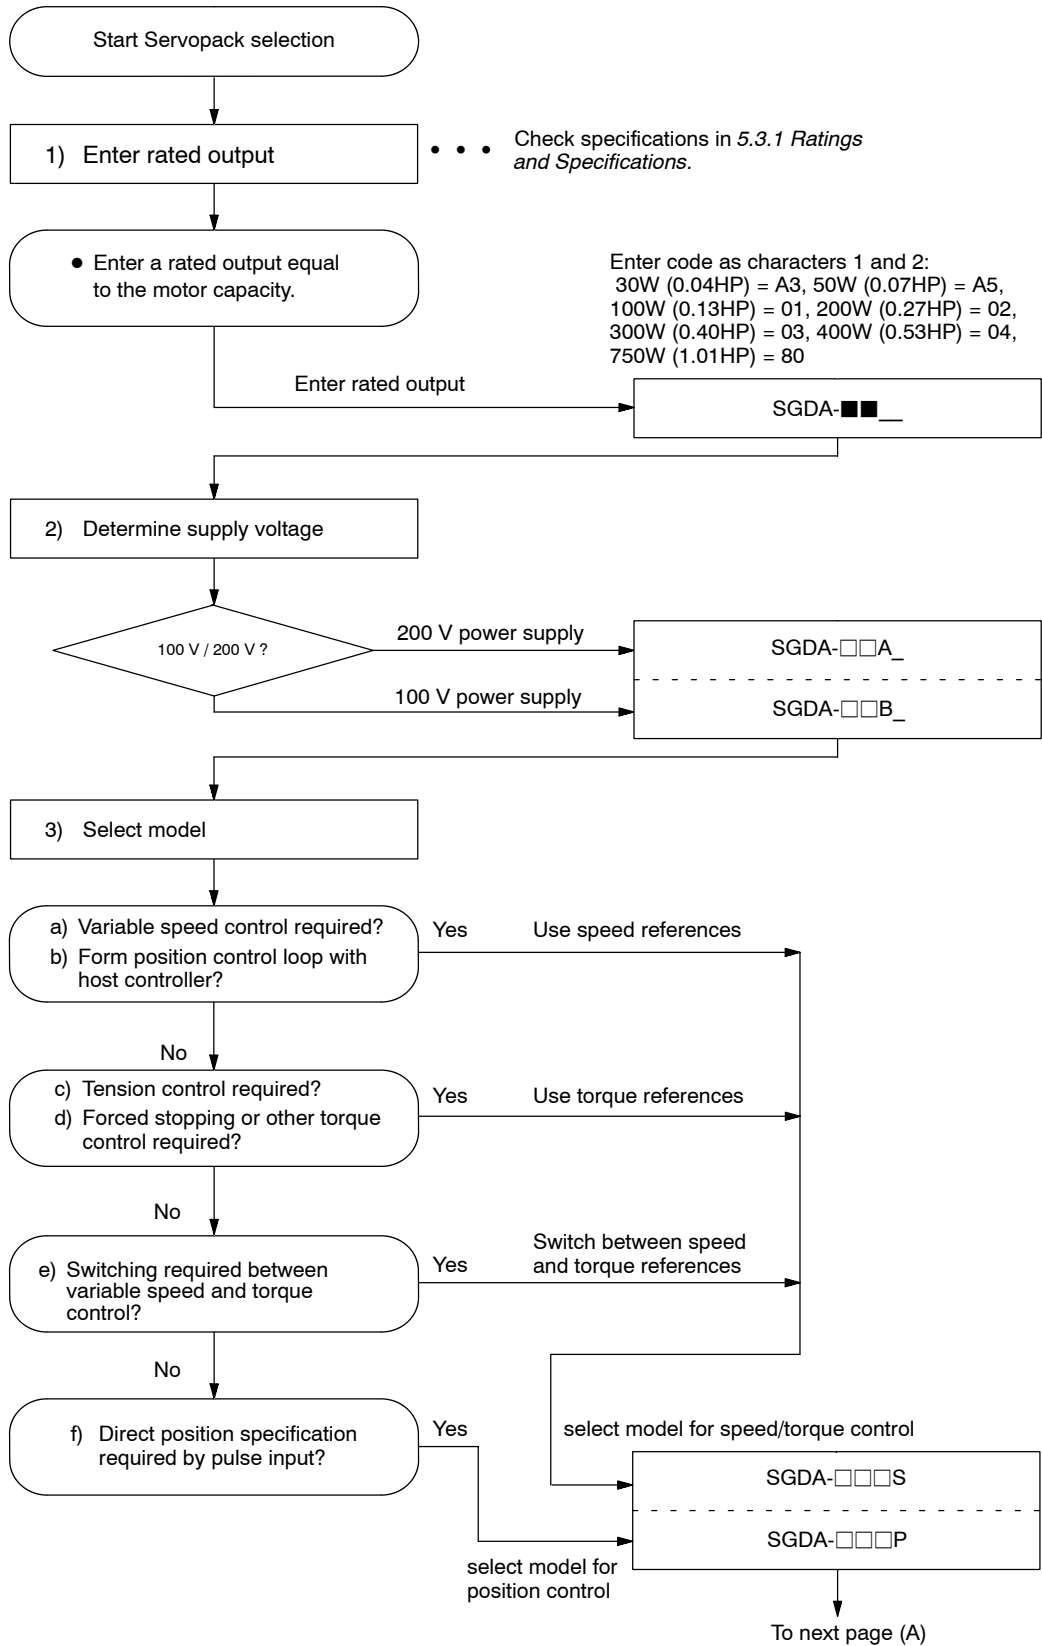 Start Servopack selection
1) Enter rated output
• • • Check specifications in 5.3.1 Ratings
and Specifications.
● Enter a rated output equal
to the motor capacity.
Enter code as characters 1 and 2:
30W (0.04HP) = A3, 50W (0.07HP) = A5,
100W (0.13HP) = 01, 200W (0.27HP) = 02,
300W (0.40HP) = 03, 400W (0.53HP) = 04,
750W (1.01HP) = 80
Enter rated output
SGDA-■■__
2) Determine supply voltage
100 V / 200 V ?
200 V power supply
SGDA-□□A_
100 V power supply
SGDA-□□B_
3) Select model
a) Variable speed control required?
b) Form position control loop with
host controller?
Yes
Use speed references
No
c) Tension control required?
d) Forced stopping or other torque
control required?
Yes
Use torque references
No
e) Switching required between
variable speed and torque
control?
Yes
Switch between speed
and torque references
No
f) Direct position specification
required by pulse input?
Yes
select model for speed/torque control
SGDA-□□□S
SGDA-□□□P
select model for
position control
To next page (A)